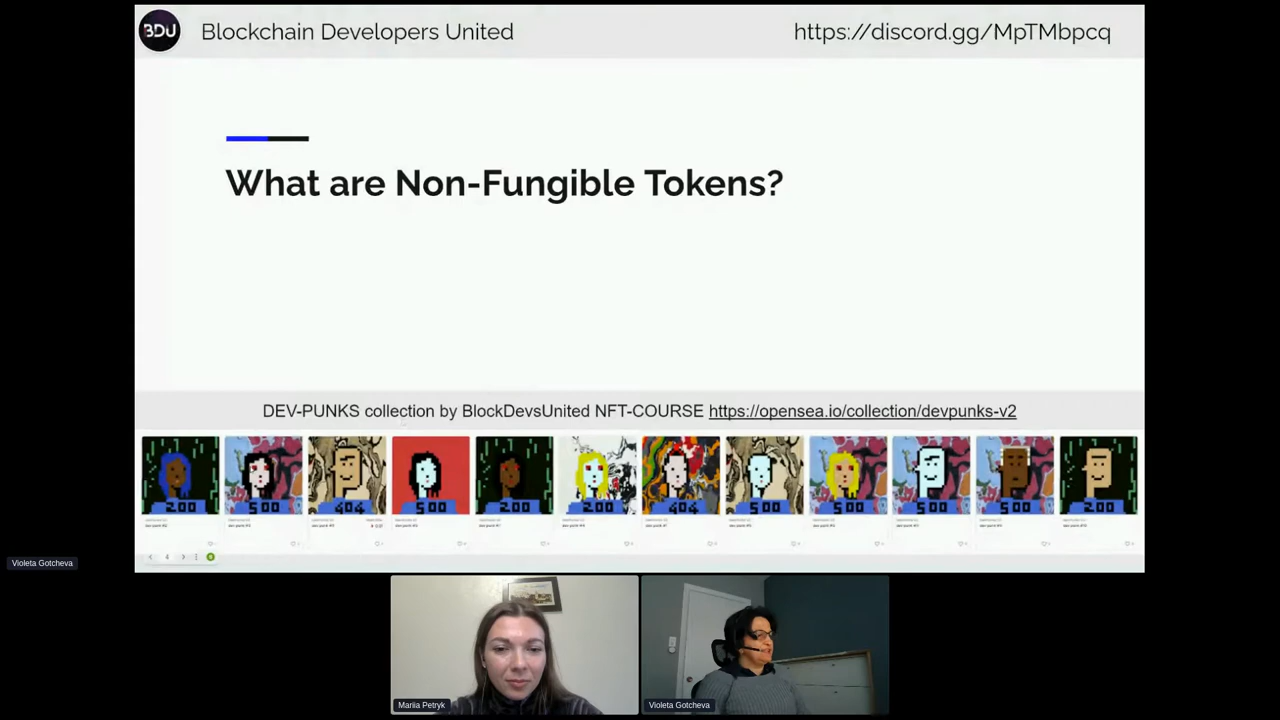 BDU Blockchain Developers United https://discord.gg/MpTMbpcq
What are Non-Fungible Tokens?
DEV-PUNKS collection by BlockDevsUnited NFT-COURSE https://opensea.io/collection/devpunks-v2
200 500 404 500 200 200 404 500 500 500 500 200
4
Violeta Gotcheva
Mariia Petryk Violeta Gotcheva